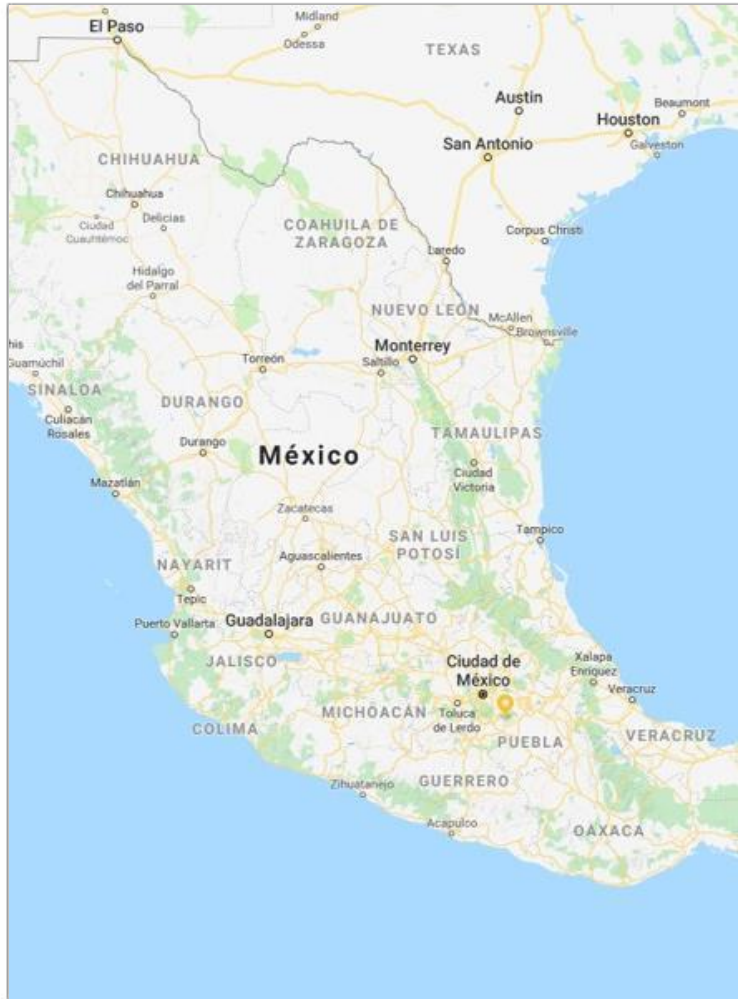 Midland
El Paso
Odessa
TEXAS
Austin
Beaumont
Houston
San Antonio
Galveston
CHIHUAHUA
Chihuahua
Delicias
Ciudad
Cuauhtémoc
COAHUILA DE
ZARAGOZA
Corpus Christi
Laredo
Hidalgo
del Parral
NUEVO LEÓN
McAllen
Brownsville
his
Monterrey
Guamúchil
Torreón
Saltillo
SINALOA
DURANGO
Culiacán
Rosales
TAMAULIPAS
Durango
México
Ciudad
Victoria
Mazatlán
Zacatecas
SAN LUIS
POTOSÍ
Tampico
Aguascalientes
NAYARIT
Tepic
Puerto Vallarta
Guadalajara
GUANAJUATO
JALISCO
Ciudad de
México
Xalapa
Enríquez
Veracruz
MICHOACÁN
Toluca
de Lerdo
COLIMA
PUEBLA
VERACRUZ
Zihuatanejo
GUERRERO
Acapulco
OAXACA